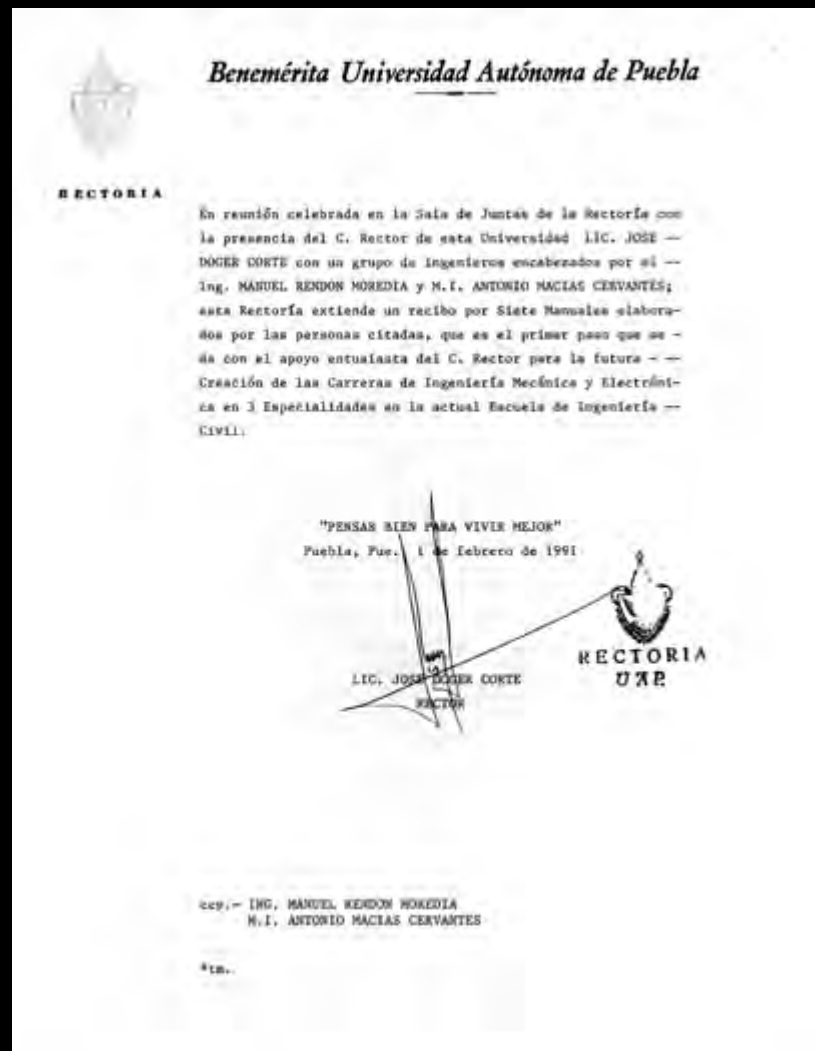 Benemérita Universidad Autónoma de Puebla
RECTORIA
En reunión celebrada en la Sala de Juntas de la Rectoría con
la presencia del C. Rector de esta Universidad LIC. JOSE —
DOGER CORTE con un grupo de ingenieros encabezados por el —
Ing. MANUEL RENDON MOREDIA y M.I. ANTONIO MACIAS CERVANTES;
esta Rectoría extiende un recibo por Siete Manuales elabora-
dos por las personas citadas, que es el primer paso que se -
da con el apoyo entusiasta del C. Rector para la futura - —
Creación de las Carreras de Ingeniería Mecánica y Electróni-
ca en 3 Especialidades en la actual Escuela de Ingeniería —
Civil.
"PENSAR BIEN PARA VIVIR MEJOR"
Puebla, Pue. 1 de febrero de 1991
LIC. JOSE DOGER CORTE
RECTOR
RECTORIA
UAP.
ccp.- ING. MANUEL RENDON MOREDIA
M.I. ANTONIO MACIAS CERVANTES
*tm.